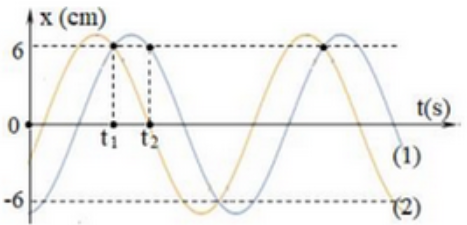 x (cm)
6
t(s)
0
t₁ t₂
(1)
-6
(2)